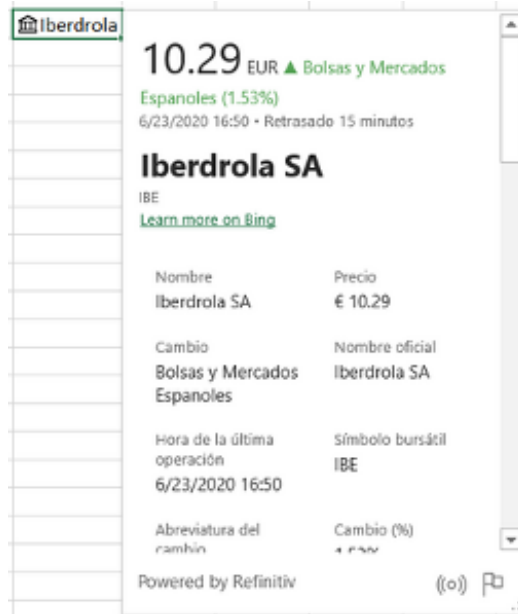 Iberdrola
10.29 EUR ▲ Bolsas y Mercados
Espanoles (1.53%)
6/23/2020 16:50 • Retrasado 15 minutos
Iberdrola SA
IBE
Learn more on Bing
Nombre
Iberdrola SA
Precio
€ 10.29
Cambio
Bolsas y Mercados
Espanoles
Nombre oficial
Iberdrola SA
Hora de la última
operación
6/23/2020 16:50
Símbolo bursátil
IBE
Abreviatura del
cambio
Cambio (%)
Powered by Refinitiv